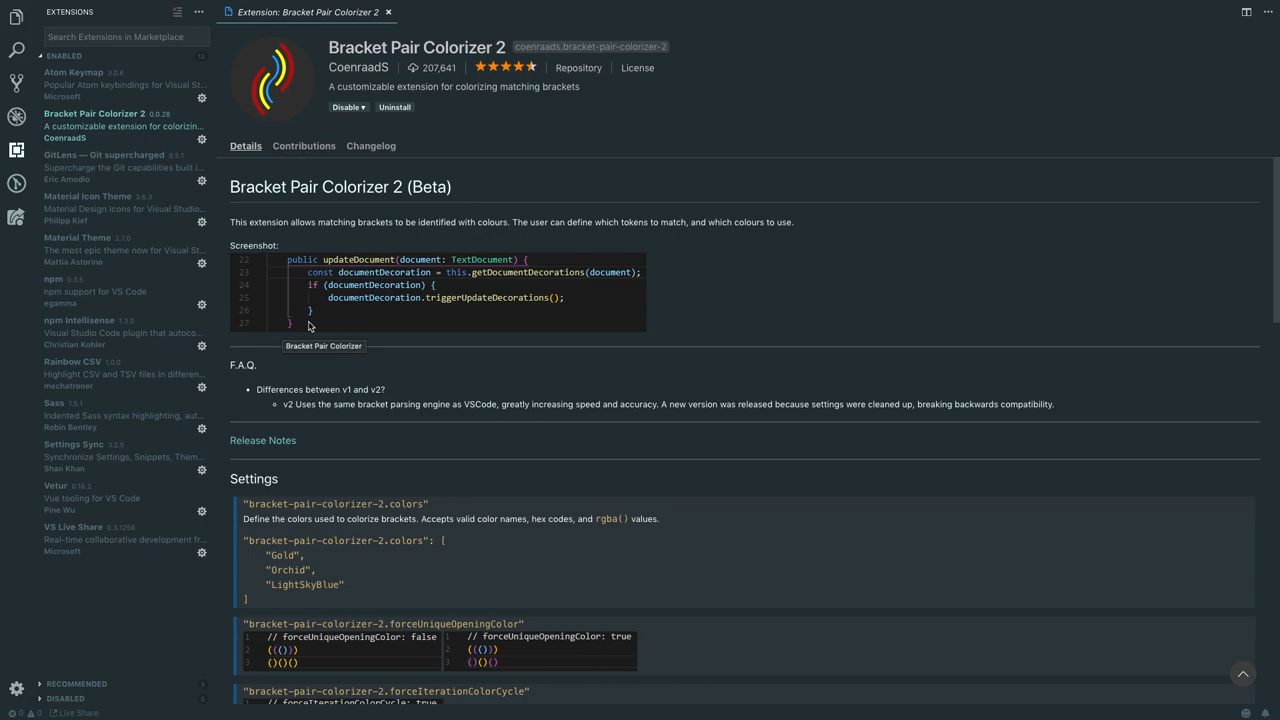 EXTENSIONS
Search Extensions in Marketplace
ENABLED 12
Atom Keymap 3.0.6
Popular Atom keybindings for Visual St...
Microsoft
Bracket Pair Colorizer 2 0.0.28
A customizable extension for colorizin...
CoenraadS
GitLens — Git supercharged 9.5.1
Supercharge the Git capabilities built i...
Eric Amodio
Material Icon Theme 3.6.3
Material Design Icons for Visual Studio...
Philipp Kief
Material Theme 2.7.0
The most epic theme now for Visual St...
Mattia Astorino
npm 0.3.5
npm support for VS Code
egamma
npm Intellisense 1.3.0
Visual Studio Code plugin that autoco...
Christian Kohler
Rainbow CSV 1.0.0
Highlight CSV and TSV files in differen...
mechatroner
Sass 1.5.1
Indented Sass syntax highlighting, aut...
Robin Bentley
Settings Sync 3.2.5
Synchronize Settings, Snippets, Them...
Shan Khan
Vetur 0.16.2
Vue tooling for VS Code
Pine Wu
VS Live Share 0.3.1256
Real-time collaborative development fr...
Microsoft
RECOMMENDED 6
DISABLED 0
0 0 Live Share
Extension: Bracket Pair Colorizer 2
Bracket Pair Colorizer 2 coenraads.bracket-pair-colorizer-2
CoenraadS 207,641 Repository License
A customizable extension for colorizing matching brackets
Disable Uninstall
Details Contributions Changelog
Bracket Pair Colorizer 2 (Beta)
This extension allows matching brackets to be identified with colours. The user can define which tokens to match, and which colours to use.
Screenshot:
22 public updateDocument(document: TextDocument) {
23 const documentDecoration = this.getDocumentDecorations(document);
24 if (documentDecoration) {
25 documentDecoration.triggerUpdateDecorations();
26 }
27 }
Bracket Pair Colorizer
F.A.Q.
Differences between v1 and v2?
v2 Uses the same bracket parsing engine as VSCode, greatly increasing speed and accuracy. A new version was released because settings were cleaned up, breaking backwards compatibility.
Release Notes
Settings
"bracket-pair-colorizer-2.colors"
Define the colors used to colorize brackets. Accepts valid color names, hex codes, and rgba() values.
"bracket-pair-colorizer-2.colors": [
"Gold",
"Orchid",
"LightSkyBlue"
]
"bracket-pair-colorizer-2.forceUniqueOpeningColor"
1 // forceUniqueOpeningColor: false 1 // forceUniqueOpeningColor: true
2 ((())) 2 ((()))
3 ()()() 3 ()()()
"bracket-pair-colorizer-2.forceIterationColorCycle"
// forceIterationColorCycle: true